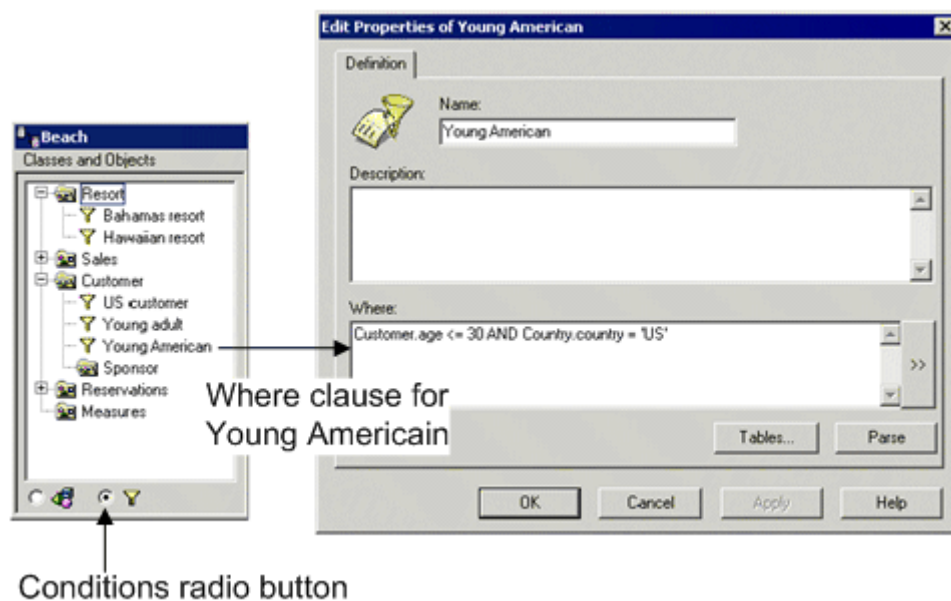 Edit Properties of Young American
Definition
Name:
Young American
Description:
Beach
Classes and Objects
Resort
Bahamas resort
Hawaiian resort
Sales
Customer
US customer
Young adult
Young American
Sponsor
Reservations
Measures
Where:
Customer.age <= 30 AND Country.country = 'US'
>>
Where clause for
Young Americain
Tables...
Parse
OK
Cancel
Apply
Help
Conditions radio button